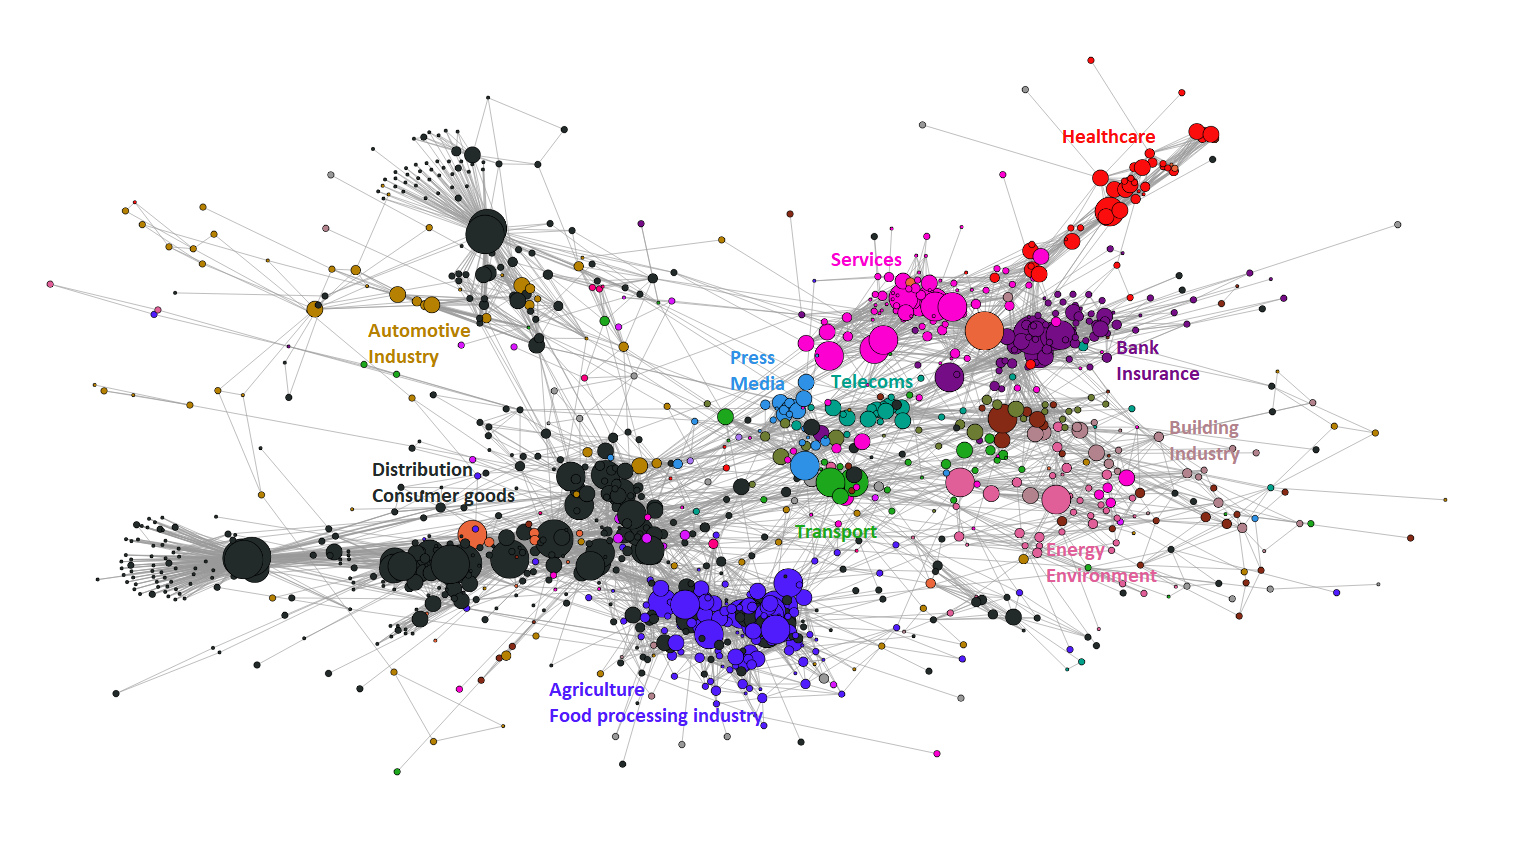 Healthcare
Services
Automotive
Industry
Bank
Insurance
Press
Media
Telecoms
Building
Industry
Distribution
Consumer goods
Transport
Energy
Environment
Agriculture
Food processing industry